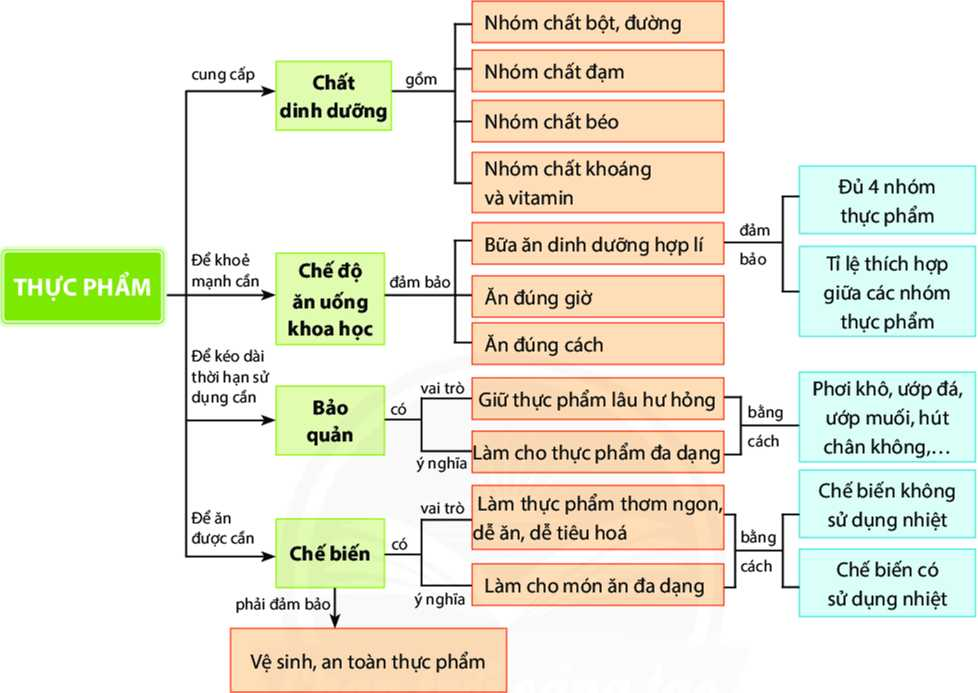 THỰC PHẨM
cung cấp
Chất
dinh dưỡng
gồm
Nhóm chất bột, đường
Nhóm chất đạm
Nhóm chất béo
Nhóm chất khoáng
và vitamin
Để khoẻ
mạnh cần
Chế độ
ăn uống
khoa học
đảm bảo
Bữa ăn dinh dưỡng hợp lí
đảm
bảo
Đủ 4 nhóm
thực phẩm
Tỉ lệ thích hợp
giữa các nhóm
thực phẩm
Ăn đúng giờ
Ăn đúng cách
Để kéo dài
thời hạn sử
dụng cần
Bảo
quản
có
vai trò
Giữ thực phẩm lâu hư hỏng
ý nghĩa
Làm cho thực phẩm đa dạng
bằng
cách
Phơi khô, ướp đá,
ướp muối, hút
chân không,...
Để ăn
được cần
Chế biến
có
vai trò
Làm thực phẩm thơm ngon,
dễ ăn, dễ tiêu hoá
ý nghĩa
Làm cho món ăn đa dạng
bằng
cách
Chế biến không
sử dụng nhiệt
Chế biến có
sử dụng nhiệt
phải đảm bảo
Vệ sinh, an toàn thực phẩm